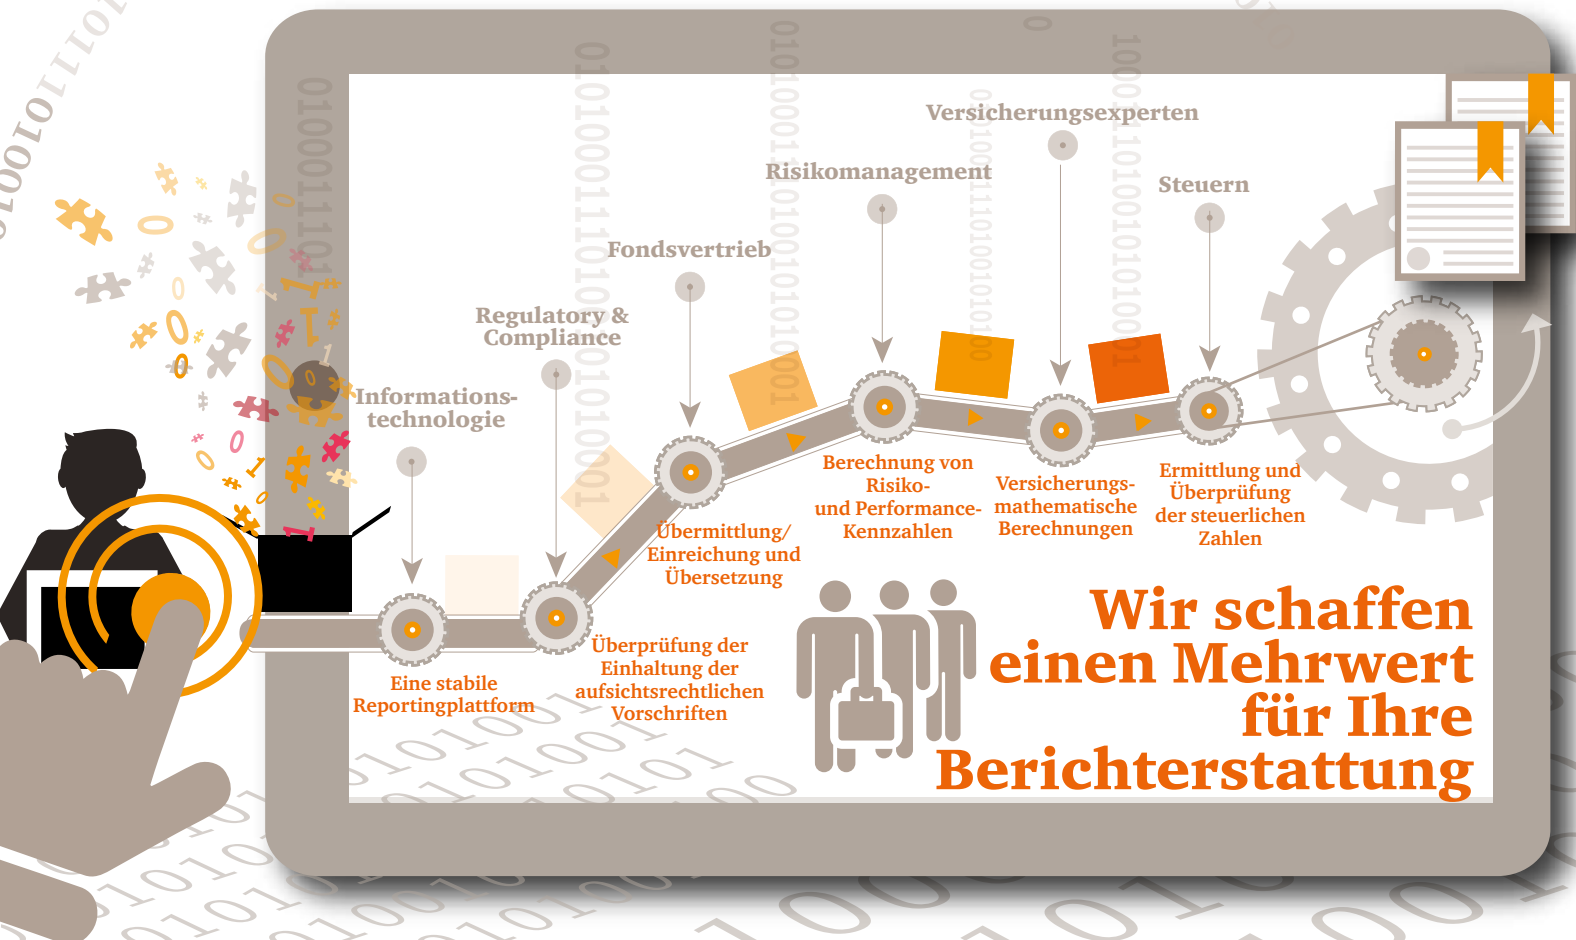 Versicherungsexperten
Risikomanagement
Steuern
Fondsvertrieb
Regulatory &
Compliance
Informations-
technologie
Berechnung von
Risiko-
und Performance-
Kennzahlen
Versicherungs-
mathematische
Berechnungen
Ermittlung und
Überprüfung
der steuerlichen
Zahlen
Übermittlung/
Einreichung und
Übersetzung
Überprüfung der
Einhaltung der
aufsichtsrechtlichen
Vorschriften
Eine stabile
Reportingplattform
Wir schaffen
einen Mehrwert
für Ihre
Berichterstattung